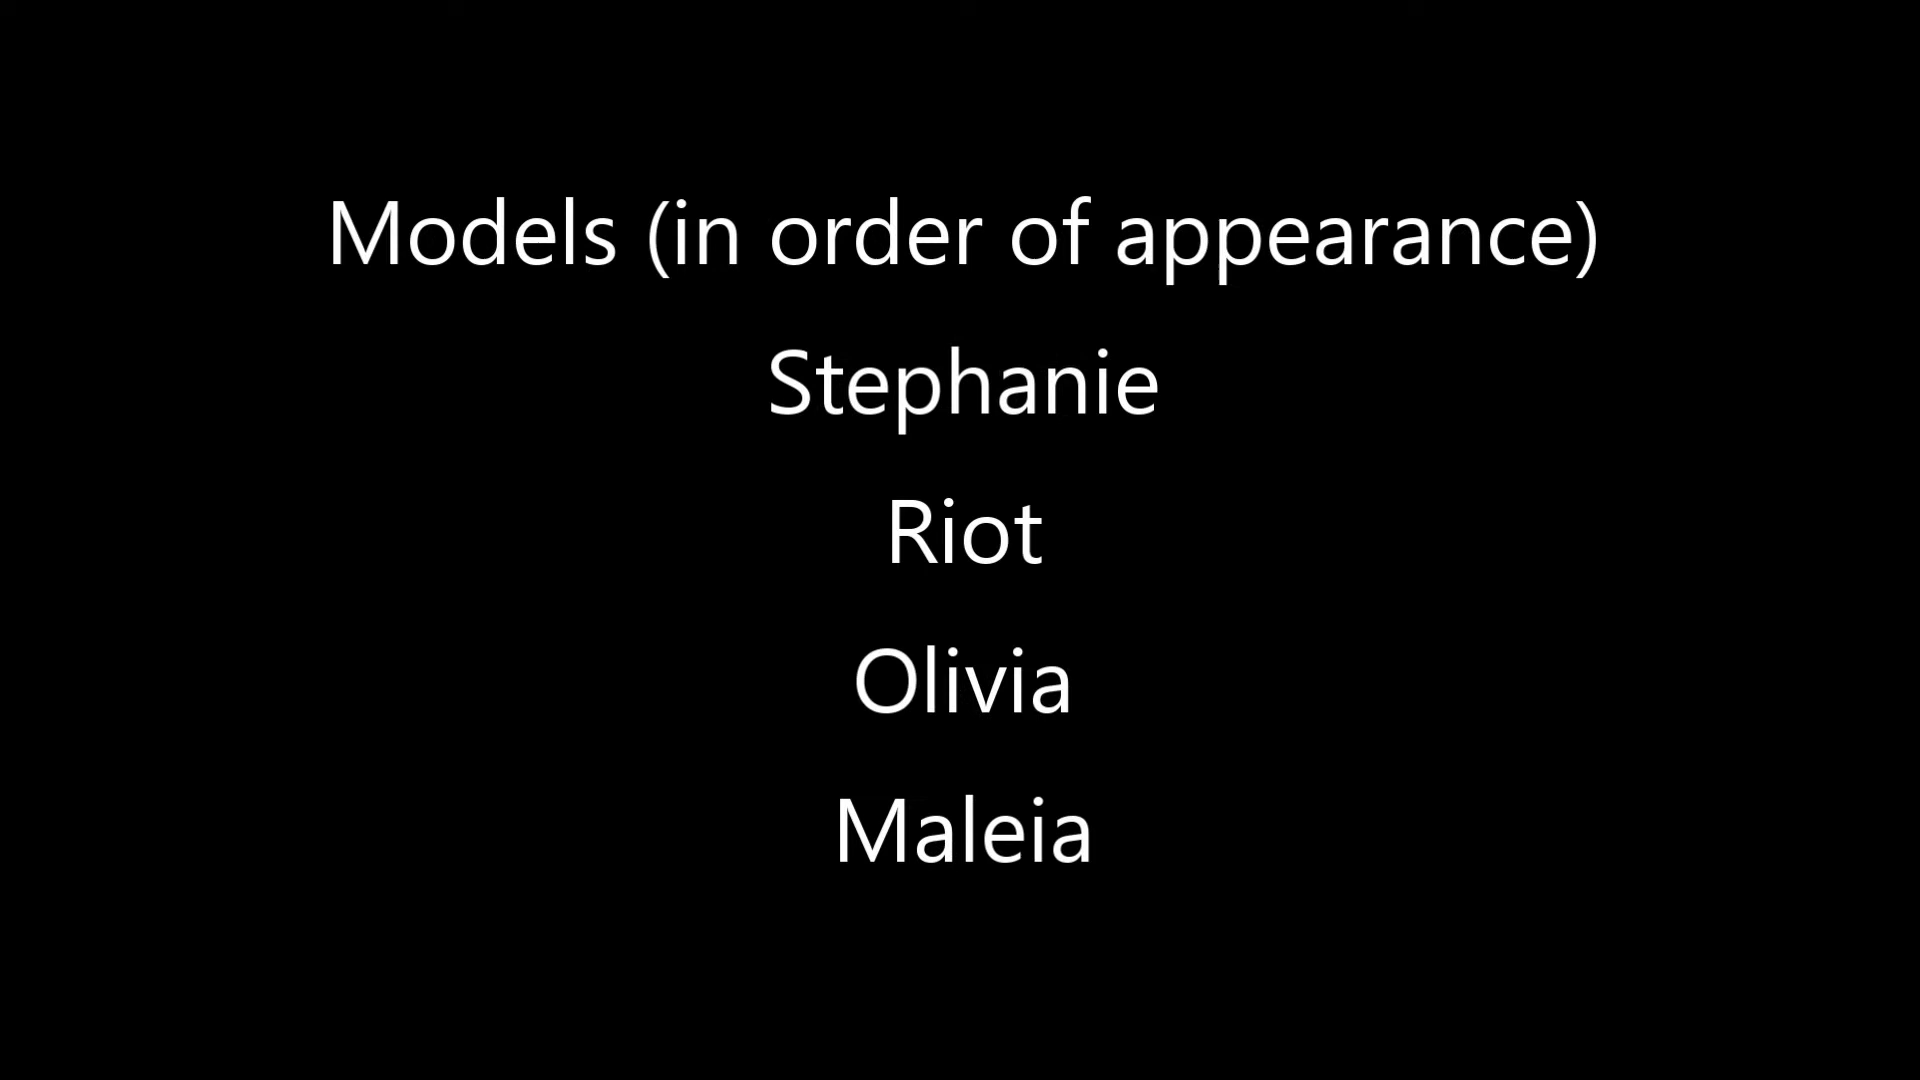 Models (in order of appearance)
Stephanie
Riot
Olivia
Maleia